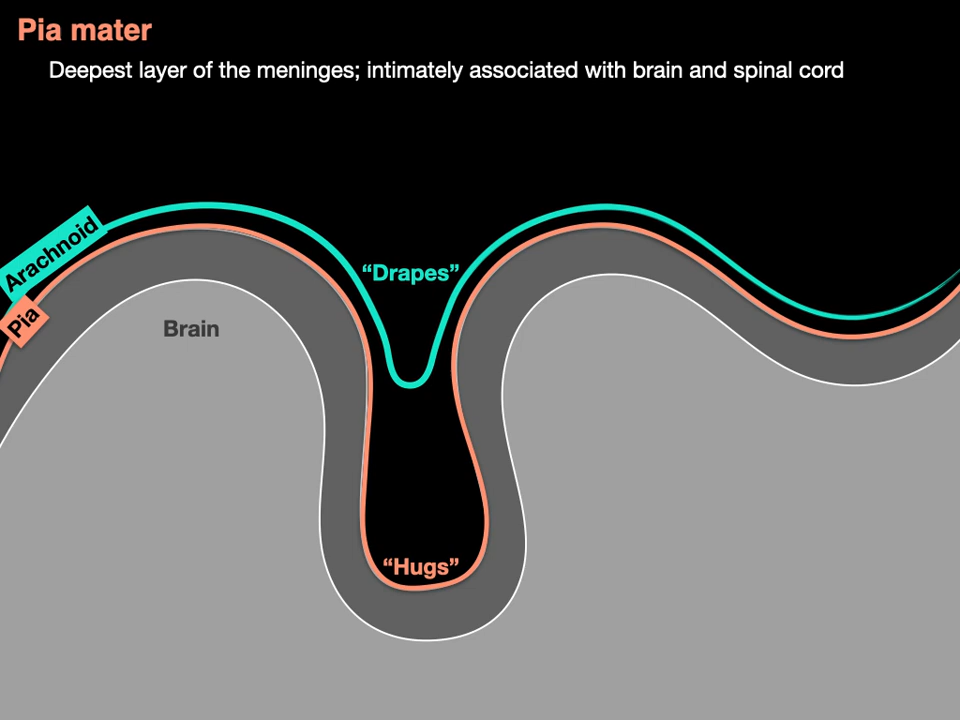 Pia mater
Deepest layer of the meninges; intimately associated with brain and spinal cord
Arachnoid
Pia
“Drapes”
Brain
“Hugs”